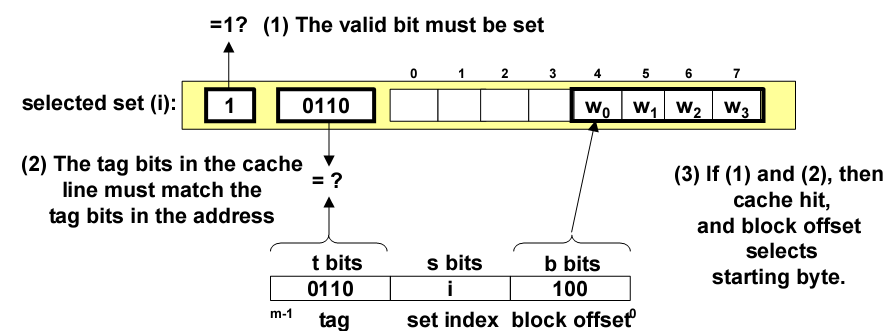 =1? (1) The valid bit must be set
0 1 2 3 4 5 6 7
selected set (i): 1 0110 w0 w1 w2 w3
(2) The tag bits in the cache
line must match the
tag bits in the address
= ?
(3) If (1) and (2), then
cache hit,
and block offset
selects
starting byte.
t bits s bits b bits
0110 i 100
m-1 tag set index block offset 0